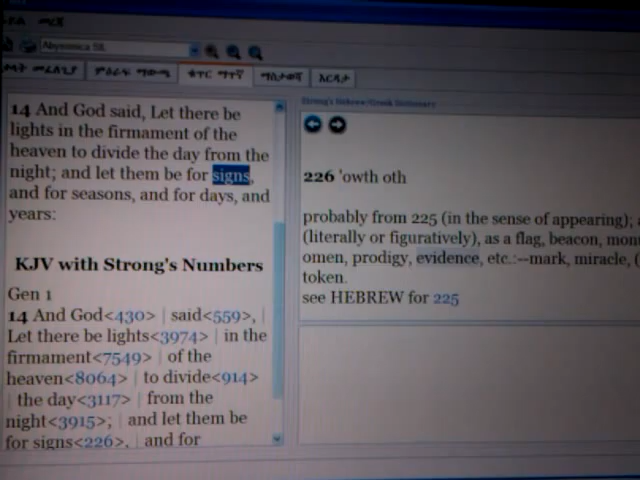 Abyssinica SIL
14 And God said, Let there be
lights in the firmament of the
heaven to divide the day from the
night; and let them be for signs,
and for seasons, and for days, and
years:
KJV with Strong's Numbers
Gen 1
14 And God<430> | said<559>, |
Let there be lights<3974> | in the
firmament<7549> | of the
heaven<8064> | to divide<914>
| the day<3117> | from the
night<3915>; | and let them be
for signs<226>, | and for
Strong's Hebrew/Greek Dictionary
226 'owth oth
probably from 225 (in the sense of appearing);
(literally or figuratively), as a flag, beacon,
omen, prodigy, evidence, etc.:--mark, miracle, (
token.
see HEBREW for 225